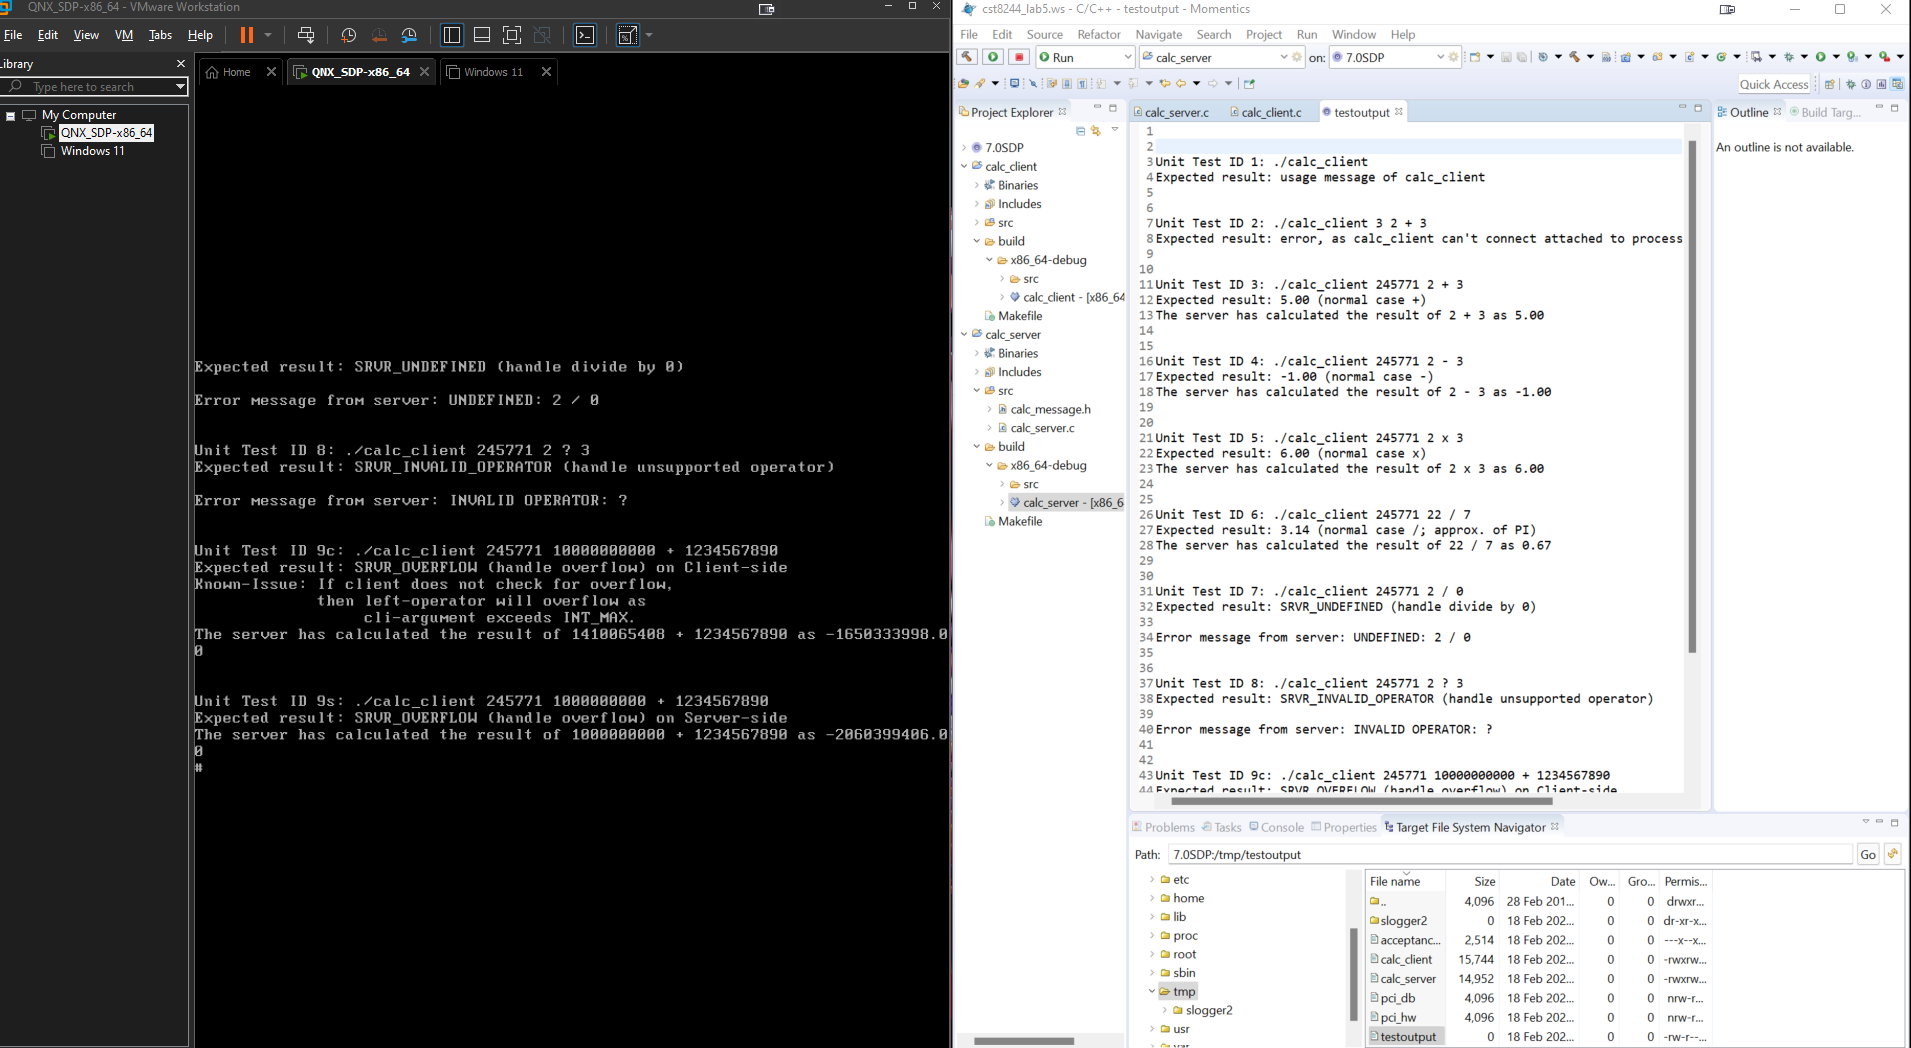 QNX_SDP-x86_64 - VMware Workstation
File Edit View VM Tabs Help
Library
Type here to search
My Computer
QNX_SDP-x86_64
Windows 11
Home
QNX_SDP-x86_64
Windows 11
Expected result: SRVR_UNDEFINED (handle divide by 0)
Error message from server: UNDEFINED: 2 / 0
Unit Test ID 8: ./calc_client 245771 2 ? 3
Expected result: SRVR_INVALID_OPERATOR (handle unsupported operator)
Error message from server: INVALID OPERATOR: ?
Unit Test ID 9c: ./calc_client 245771 10000000000 + 1234567890
Expected result: SRVR_OVERFLOW (handle overflow) on Client-side
Known-Issue: If client does not check for overflow,
then left-operator will overflow as
cli-argument exceeds INT_MAX.
The server has calculated the result of 1410065408 + 1234567890 as -1650333998.0
0
Unit Test ID 9s: ./calc_client 245771 1000000000 + 1234567890
Expected result: SRVR_OVERFLOW (handle overflow) on Server-side
The server has calculated the result of 1000000000 + 1234567890 as -2060399406.0
0
#
cst8244_lab5.ws - C/C++ - testoutput - Momentics
File Edit Source Refactor Navigate Search Project Run Window Help
Run
calc_server
on:
7.0SDP
Quick Access
Project Explorer
7.0SDP
calc_client
Binaries
Includes
src
build
x86_64-debug
src
calc_client - [x86_64
Makefile
calc_server
Binaries
Includes
src
calc_message.h
calc_server.c
build
x86_64-debug
src
calc_server - [x86_6
Makefile
calc_server.c
calc_client.c
testoutput
1
2
3 Unit Test ID 1: ./calc_client
4 Expected result: usage message of calc_client
5
6
7 Unit Test ID 2: ./calc_client 3 2 + 3
8 Expected result: error, as calc_client can't connect attached to process
9
10
11 Unit Test ID 3: ./calc_client 245771 2 + 3
12 Expected result: 5.00 (normal case +)
13 The server has calculated the result of 2 + 3 as 5.00
14
15
16 Unit Test ID 4: ./calc_client 245771 2 - 3
17 Expected result: -1.00 (normal case -)
18 The server has calculated the result of 2 - 3 as -1.00
19
20
21 Unit Test ID 5: ./calc_client 245771 2 x 3
22 Expected result: 6.00 (normal case x)
23 The server has calculated the result of 2 x 3 as 6.00
24
25
26 Unit Test ID 6: ./calc_client 245771 22 / 7
27 Expected result: 3.14 (normal case /; approx. of PI)
28 The server has calculated the result of 22 / 7 as 0.67
29
30
31 Unit Test ID 7: ./calc_client 245771 2 / 0
32 Expected result: SRVR_UNDEFINED (handle divide by 0)
33
34 Error message from server: UNDEFINED: 2 / 0
35
36
37 Unit Test ID 8: ./calc_client 245771 2 ? 3
38 Expected result: SRVR_INVALID_OPERATOR (handle unsupported operator)
39
40 Error message from server: INVALID OPERATOR: ?
41
42
43 Unit Test ID 9c: ./calc_client 245771 10000000000 + 1234567890
44 Expected result: SRVR_OVERFLOW (handle overflow) on Client-side
Outline
Build Targ...
An outline is not available.
Problems
Tasks
Console
Properties
Target File System Navigator
Path: 7.0SDP:/tmp/testoutput
Go
etc
home
lib
proc
root
sbin
tmp
slogger2
usr
var
File name Size Date Ow... Gro... Permis...
.. 4,096 28 Feb 201... 0 0 drwxr...
slogger2 0 18 Feb 202... 0 0 dr-xr-x...
acceptanc... 2,514 18 Feb 202... 0 0 ---x--x...
calc_client 15,744 18 Feb 202... 0 0 -rwxrw...
calc_server 14,952 18 Feb 202... 0 0 -rwxrw...
pci_db 4,096 18 Feb 202... 0 0 nrw-r...
pci_hw 4,096 18 Feb 202... 0 0 nrw-r...
testoutput 0 18 Feb 202... 0 0 -rw-r--...